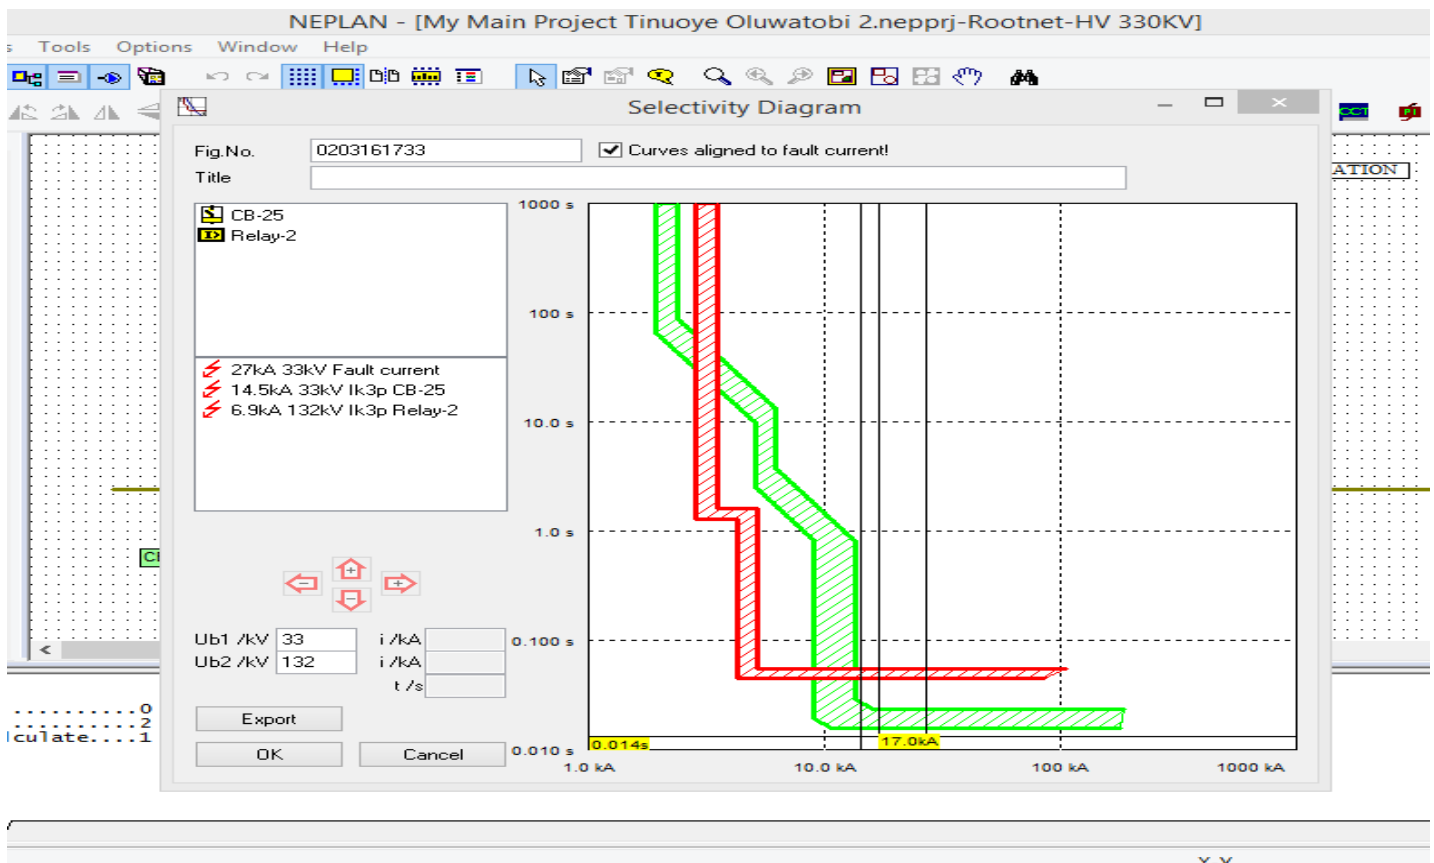 NEPLAN - [My Main Project Tinuoye Oluwatobi 2.nepprj-Rootnet-HV 330KV]
s Tools Options Window Help
Selectivity Diagram
CCT
Fig.No. 0203161733 Curves aligned to fault current!
ATION
Title
CB-25
Relay-2
27kA 33kV Fault current
14.5kA 33kV Ik3p CB-25
6.9kA 132kV Ik3p Relay-2
1000 s
100 s
10.0 s
1.0 s
0.100 s
0.010 s
0.014s
17.0kA
1.0 kA 10.0 kA 100 kA 1000 kA
Ub1 /kV 33 i /kA
Ub2 /kV 132 i /kA
t /s
Export
OK Cancel
..........0
..........2
lculate....1
X,Y